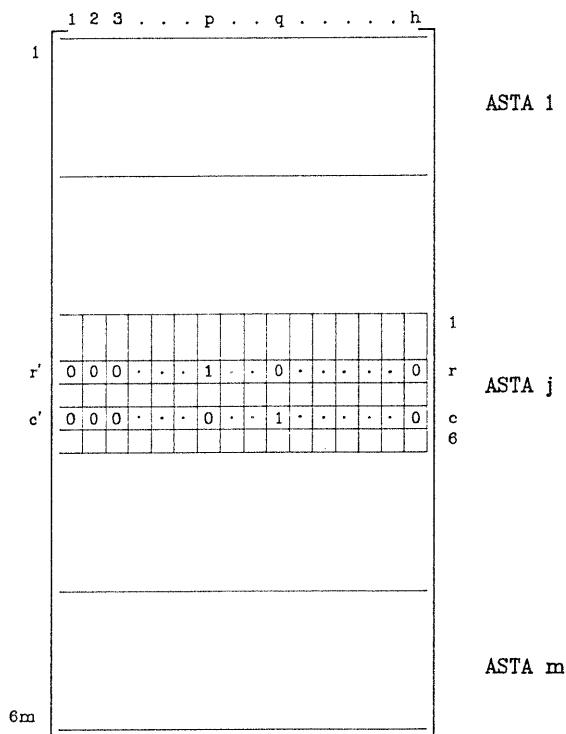 1 2 3 . . . p . . q . . . . . h
1
ASTA 1
1
r' 0 0 0 . . . 1 . . 0 . . . . . 0 r
ASTA j
c' 0 0 0 . . . 0 . . 1 . . . . . 0 c
6
ASTA m
6m